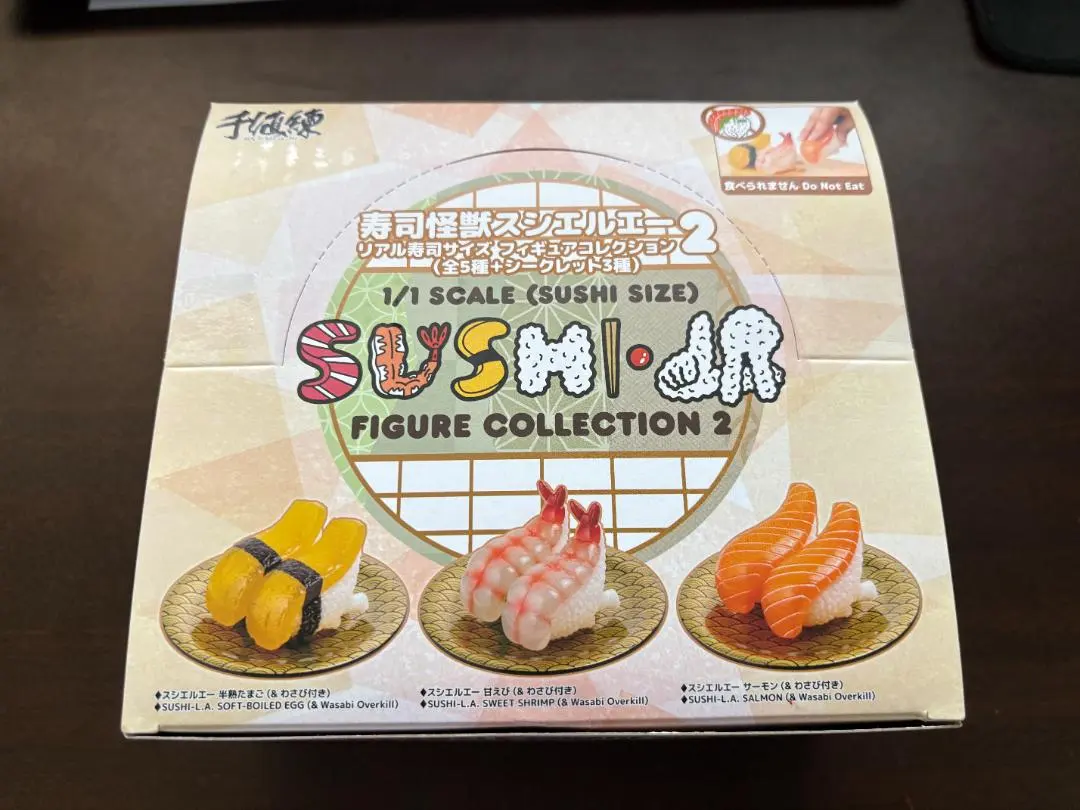 千値練
食べられません Do Not Eat
寿司怪獣スシエルエー2
リアル寿司サイズ フィギュアコレクション
(全5種+シークレット3種)
1/1 SCALE (SUSHI SIZE)
SUSHI・LA
FIGURE COLLECTION 2
♦スシエルエー 半熟たまご (& わさび付き)
♦SUSHI-L.A. SOFT-BOILED EGG (& Wasabi Overkill)
♦スシエルエー 甘えび (& わさび付き)
♦SUSHI-L.A. SWEET SHRIMP (& Wasabi Overkill)
♦スシエルエー サーモン (& わさび付き)
♦SUSHI-L.A. SALMON (& Wasabi Overkill)